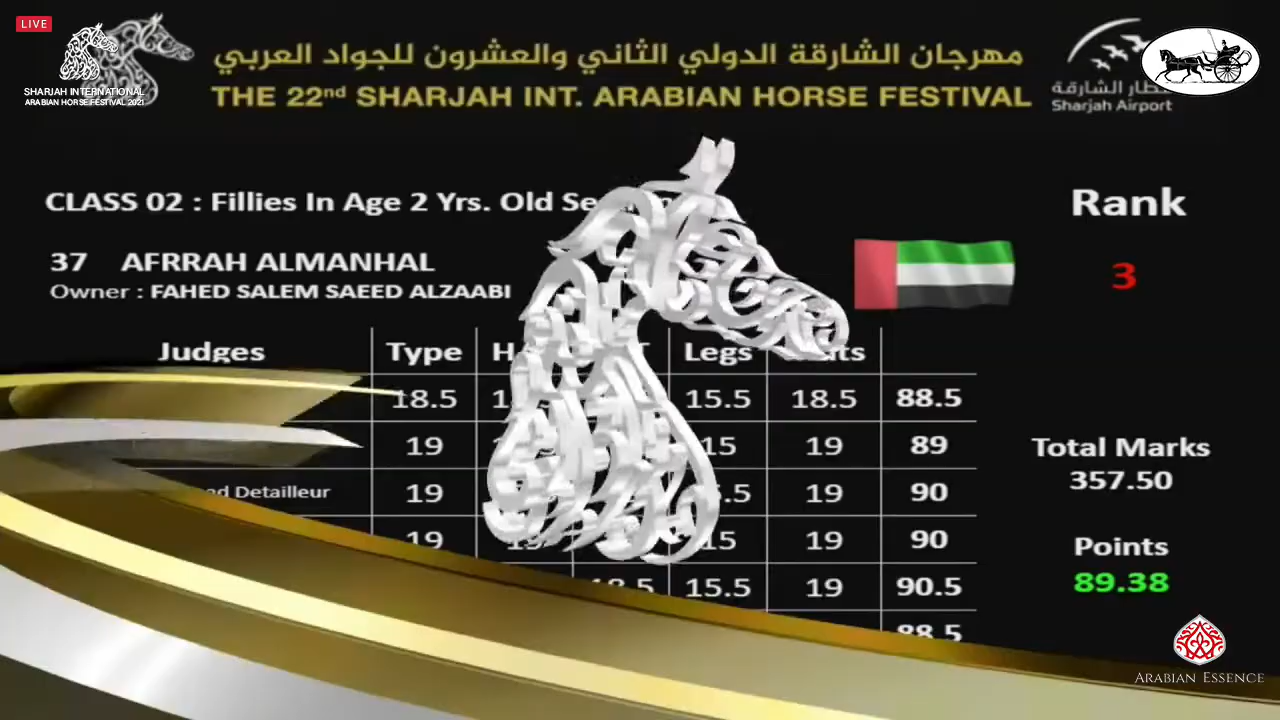 LIVE
مهرجان الشارقة الدولي الثاني والعشرون للجواد العربي
THE 22nd SHARJAH INT. ARABIAN HORSE FESTIVAL
SHARJAH INTERNATIONAL
ARABIAN HORSE FESTIVAL 2021
الشارقة
Sharjah Airport
CLASS 02 : Fillies In Age 2 Yrs. Old
Rank
37 AFRRAH ALMANHAL
3
Owner : FAHED SALEM SAEED ALZAABI
Judges Type Legs
18.5 15.5 18.5 88.5
19 15 19 89
Detailleur 19 19 90
19 15 19 90
18.5 15.5 19 90.5
88.5
Total Marks
357.50
Points
89.38
ARABIAN ESSENCE